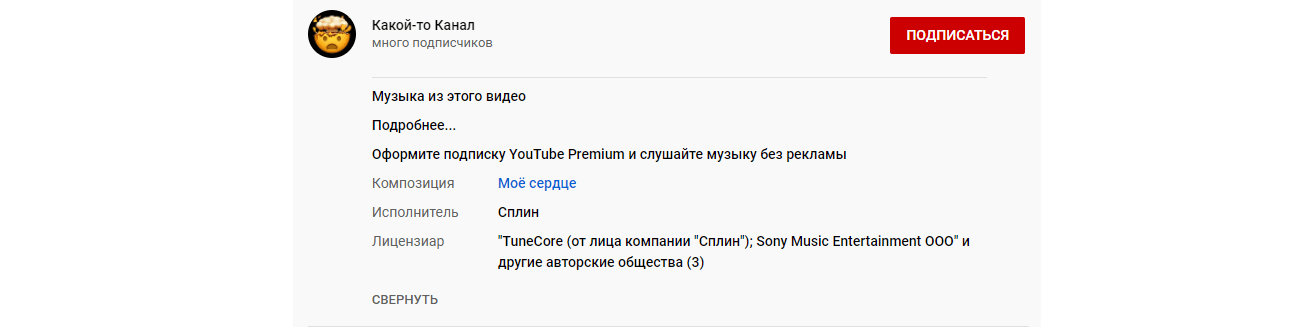 Какой-то Канал
много подписчиков
ПОДПИСАТЬСЯ
Музыка из этого видео
Подробнее...
Оформите подписку YouTube Premium и слушайте музыку без рекламы
Композиция Моё сердце
Исполнитель Сплин
Лицензиар "TuneCore (от лица компании "Сплин"); Sony Music Entertainment ООО" и
другие авторские общества (3)
СВЕРНУТЬ